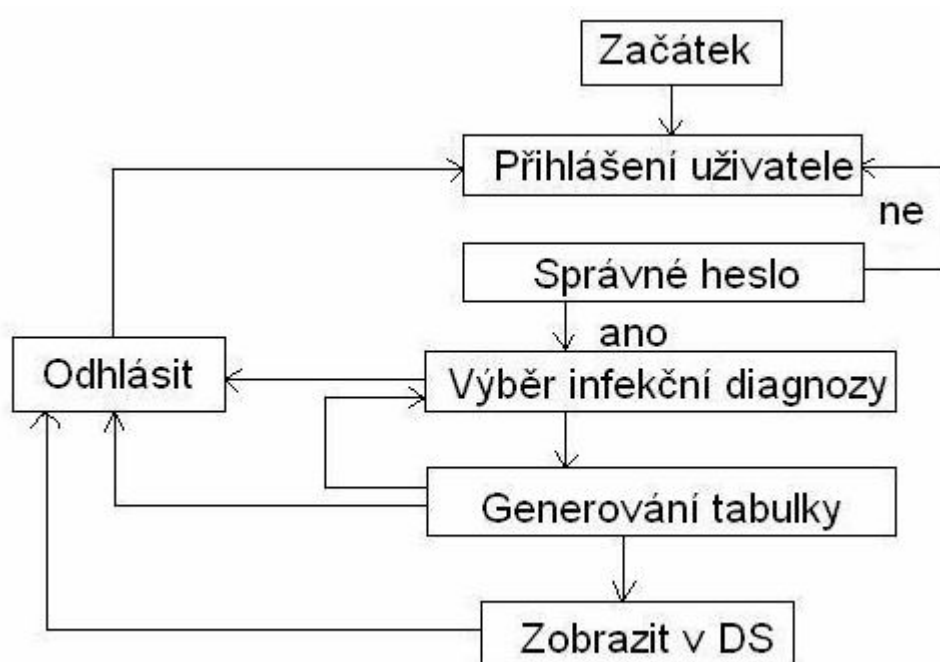 Začátek
Přihlášení uživatele
ne
Správné heslo
ano
Odhlásit
Výběr infekční diagnozy
Generování tabulky
Zobrazit v DS